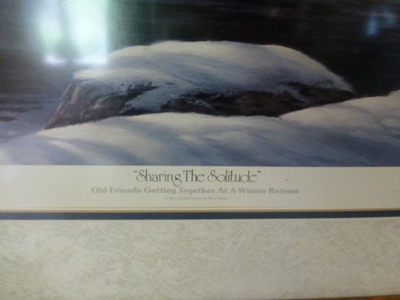 "Sharing The Solitude"
Old Friends Getting Together At A Winter Retreat